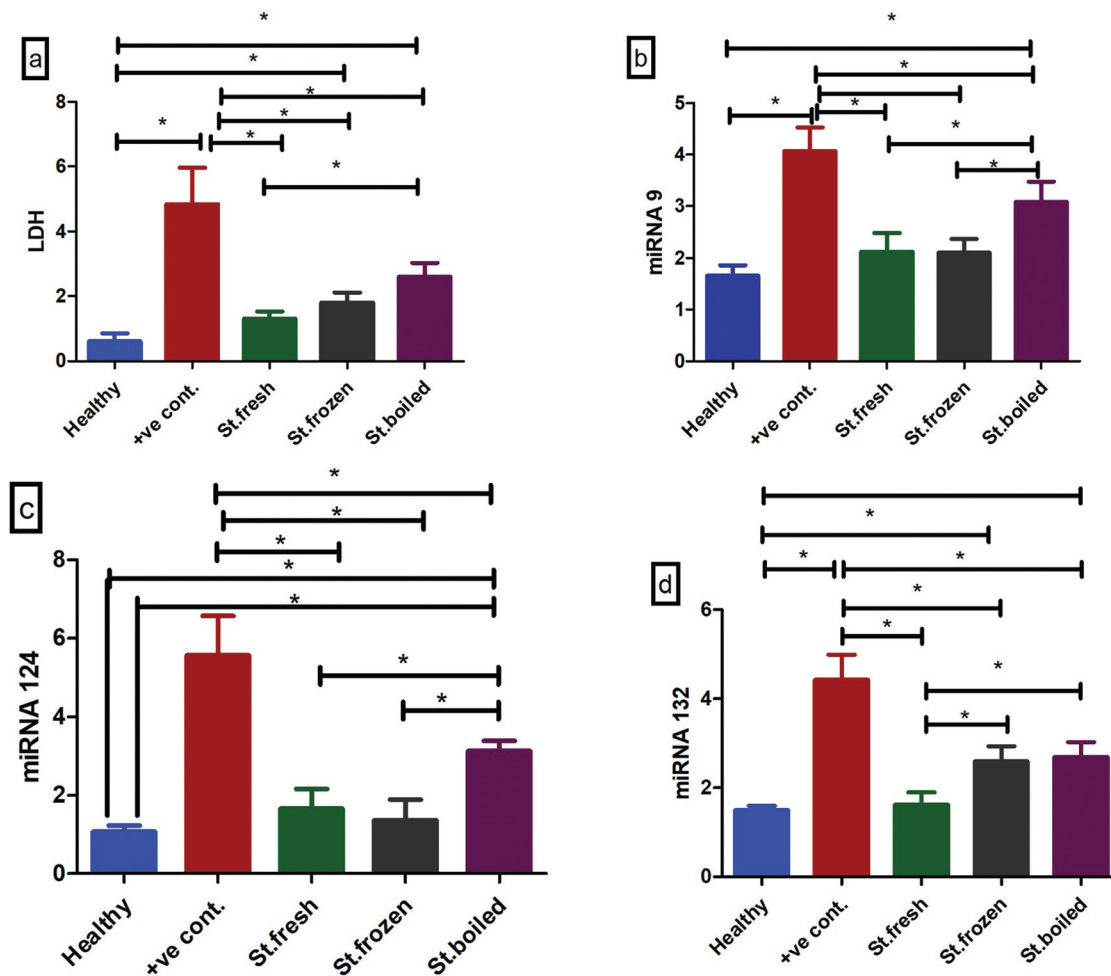 a
*
*
*
*
*
*
*
LDH
8
6
4
2
0
Healthy
+ve cont.
St.fresh
St.frozen
St.boiled
b
*
*
*
*
*
*
*
miRNA 9
5
4
3
2
1
0
Healthy
+ve cont.
St.fresh
St.frozen
St.boiled
c
*
*
*
*
*
*
*
miRNA 124
8
6
4
2
0
Healthy
+ve cont.
St.fresh
St.frozen
St.boiled
d
*
*
*
*
*
*
*
*
miRNA 132
6
4
2
0
Healthy
+ve cont.
St.fresh
St.frozen
St.boiled